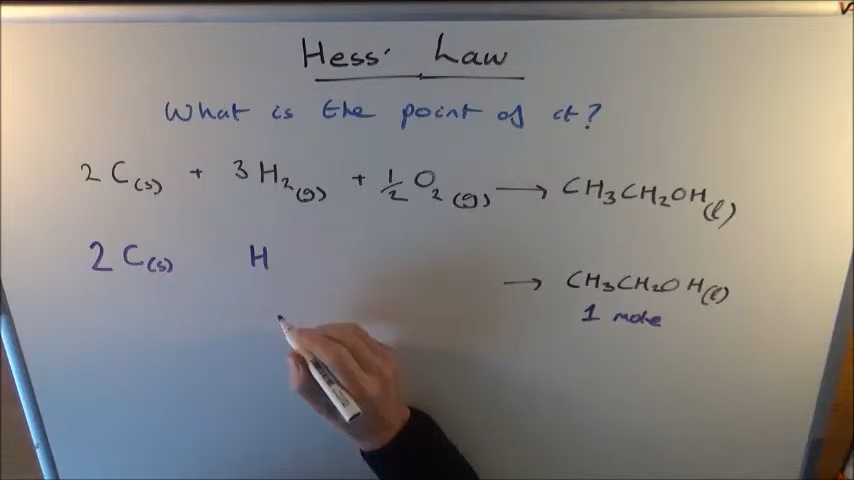 Hess' Law
What is the point of it?
2 C(s) + 3 H2(g) + 1/2 O2(g) → CH3CH2OH(l)
2 C(s) H → CH3CH2OH(l)
1 mole